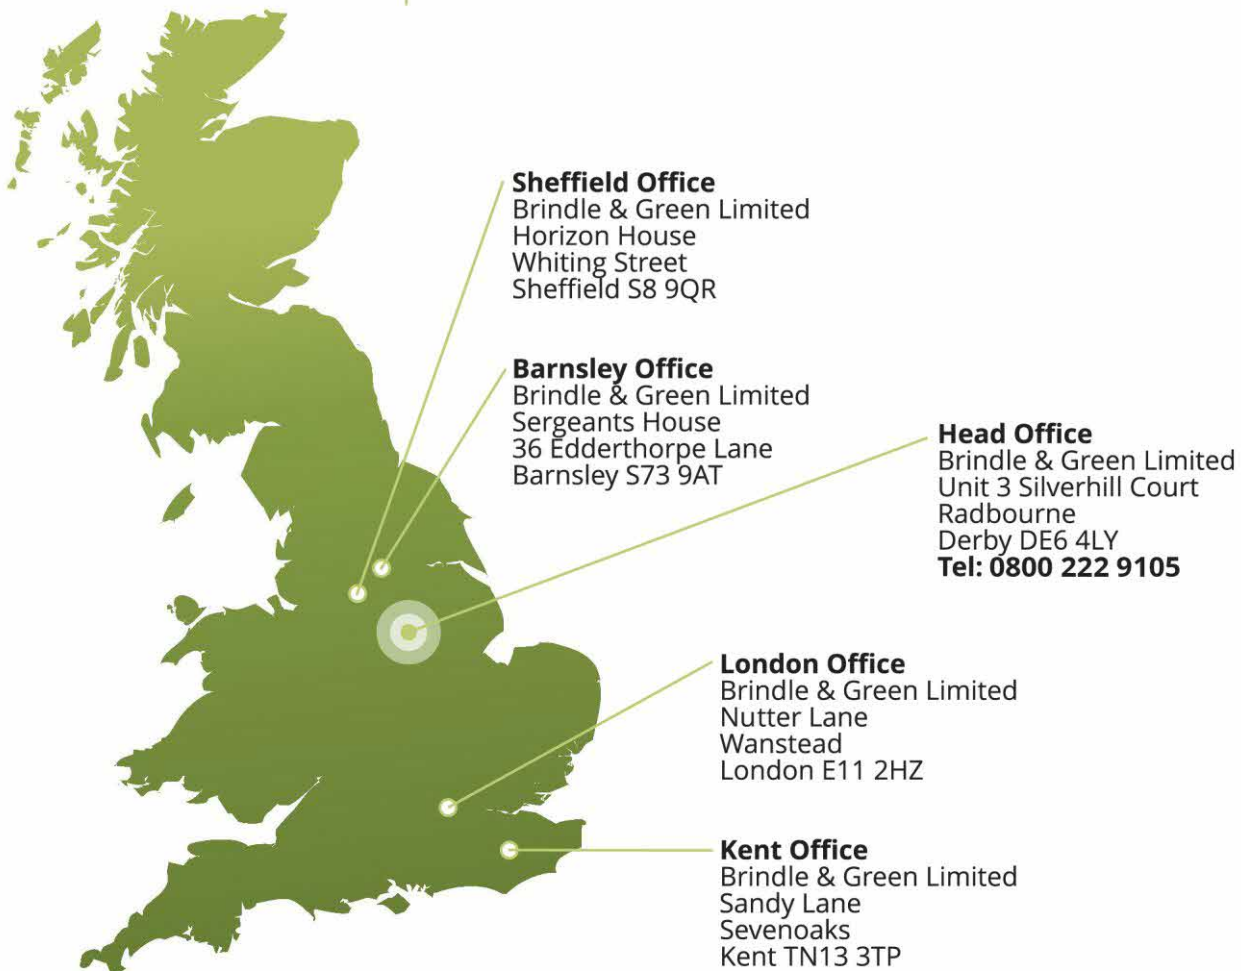 Sheffield Office
Brindle & Green Limited
Horizon House
Whiting Street
Sheffield S8 9QR
Barnsley Office
Brindle & Green Limited
Sergeants House
36 Edderthorpe Lane
Barnsley S73 9AT
Head Office
Brindle & Green Limited
Unit 3 Silverhill Court
Radbourne
Derby DE6 4LY
Tel: 0800 222 9105
London Office
Brindle & Green Limited
Nutter Lane
Wanstead
London E11 2HZ
Kent Office
Brindle & Green Limited
Sandy Lane
Sevenoaks
Kent TN13 3TP